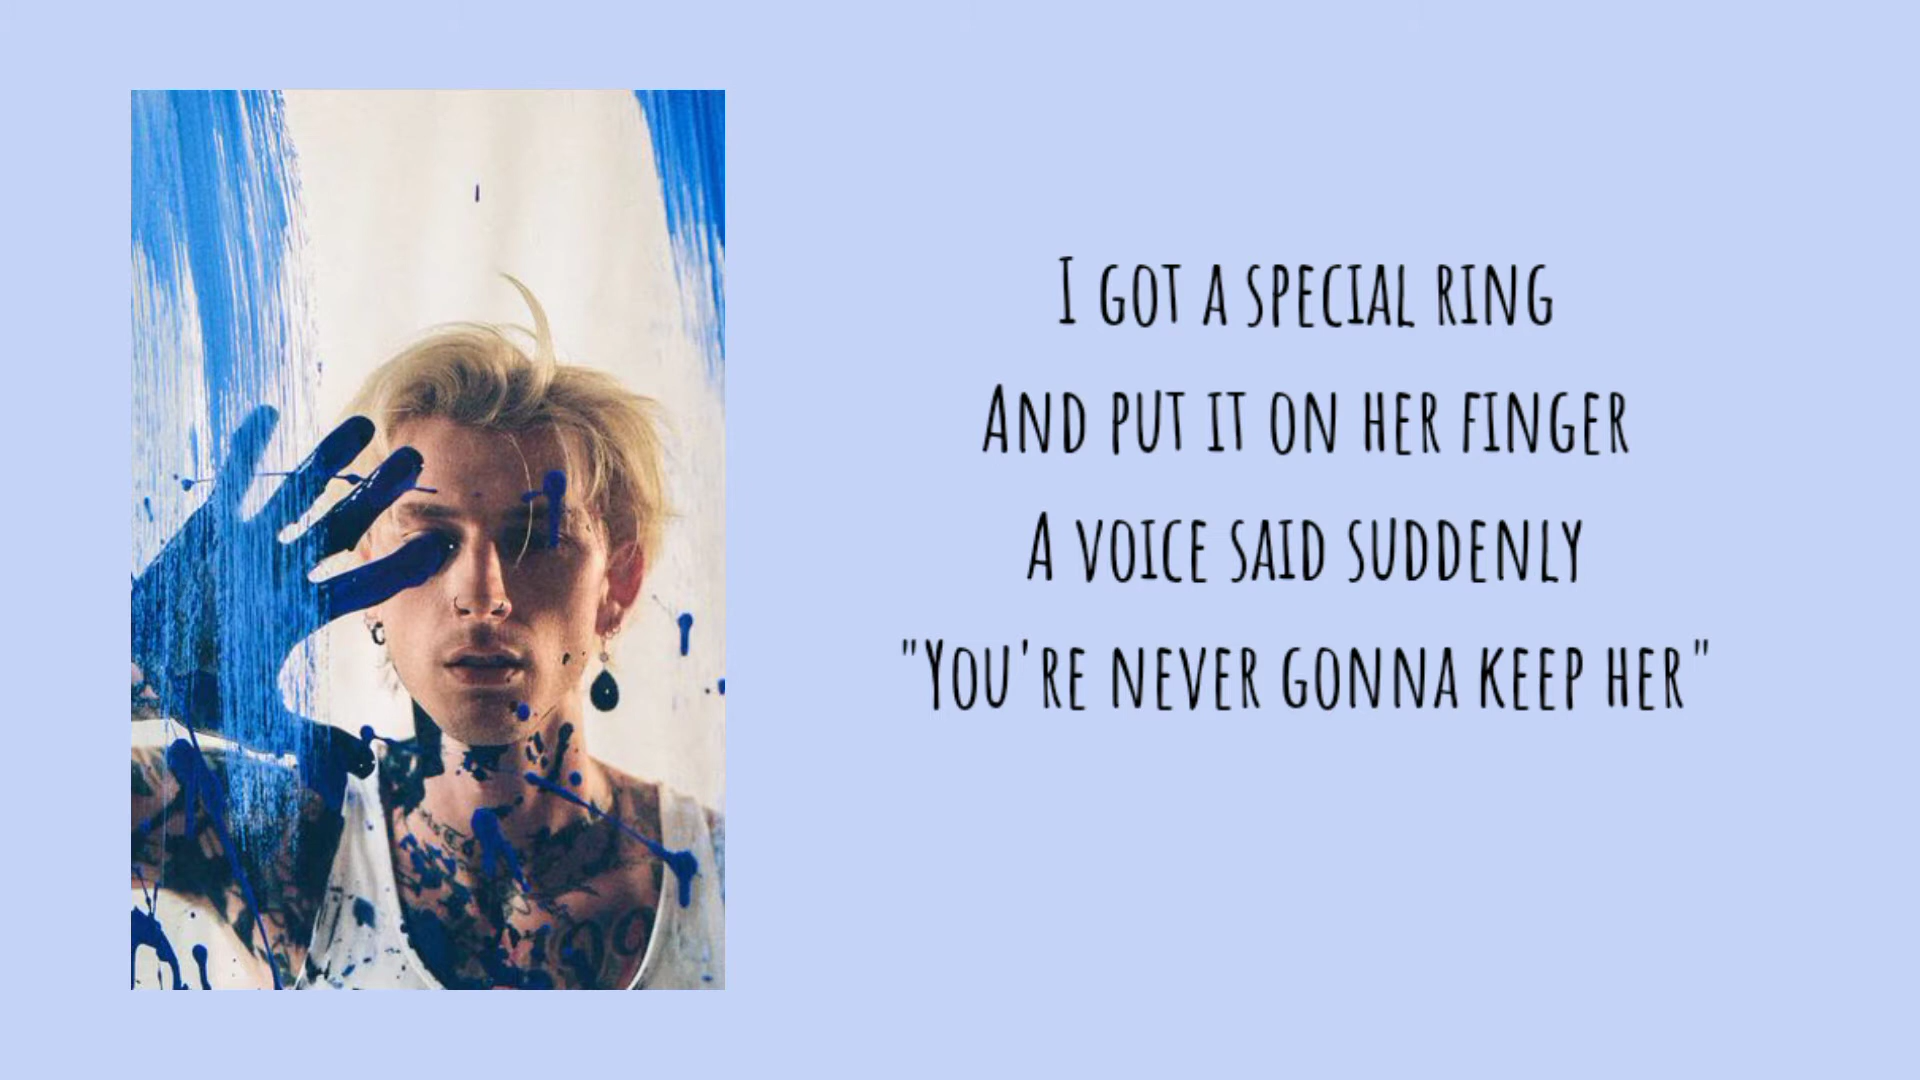 I GOT A SPECIAL RING
AND PUT IT ON HER FINGER
A VOICE SAID SUDDENLY
"YOU'RE NEVER GONNA KEEP HER"